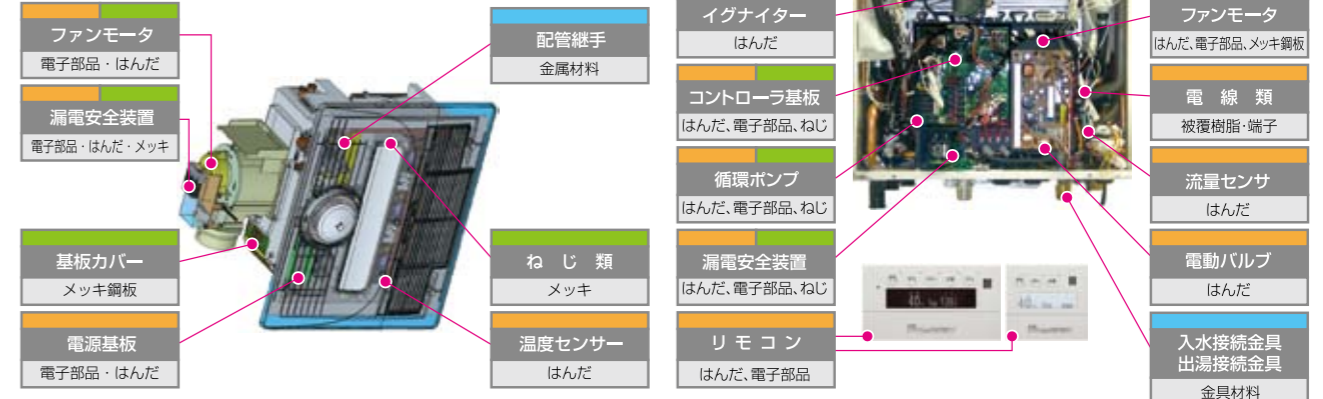 ファンモータ
電子部品・はんだ
漏電安全装置
電子部品・はんだ・メッキ
基板カバー
メッキ鋼板
電源基板
電子部品・はんだ
配管継手
金属材料
ねじ類
メッキ
温度センサー
はんだ
イグナイター
はんだ
コントローラ基板
はんだ、電子部品、ねじ
循環ポンプ
はんだ、電子部品、ねじ
漏電安全装置
はんだ、電子部品、ねじ
リモコン
はんだ、電子部品
ファンモータ
はんだ、電子部品、メッキ鋼板
電線類
被覆樹脂・端子
流量センサ
はんだ
電動バルブ
はんだ
入水接続金具
出湯接続金具
金具材料